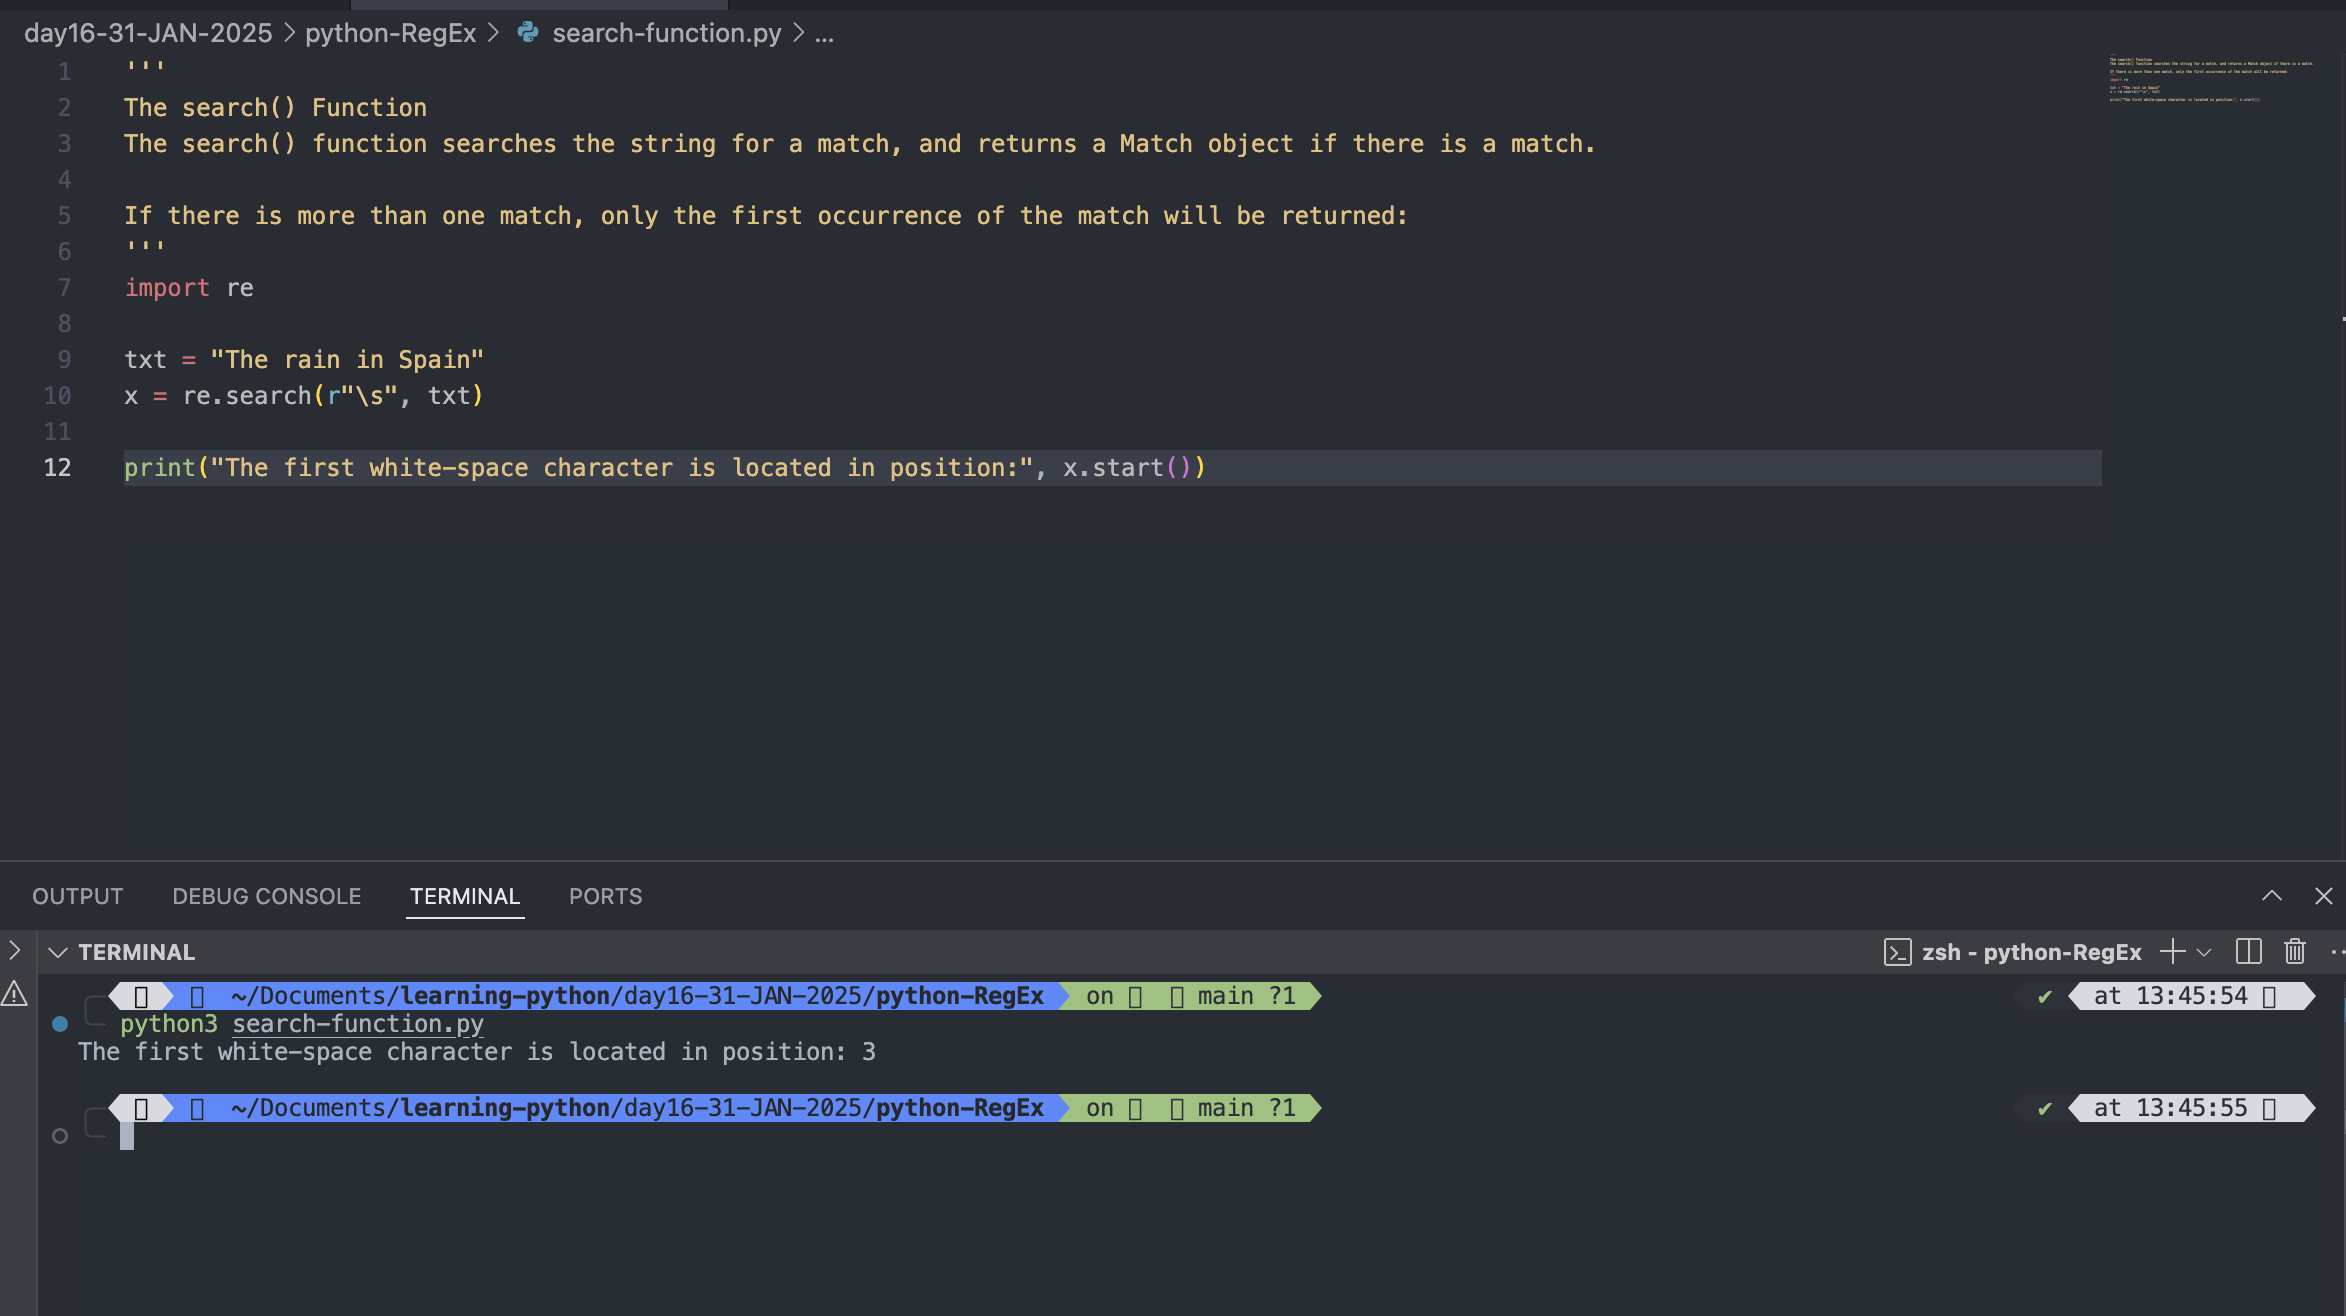 day16-31-JAN-2025 > python-RegEx > search-function.py > ...
1 '''
2 The search() Function
3 The search() function searches the string for a match, and returns a Match object if there is a match.
4
5 If there is more than one match, only the first occurrence of the match will be returned:
6 '''
7 import re
8
9 txt = "The rain in Spain"
10 x = re.search(r"\s", txt)
11
12 print("The first white-space character is located in position:", x.start())
OUTPUT DEBUG CONSOLE TERMINAL PORTS
TERMINAL zsh - python-RegEx
~/Documents/learning-python/day16-31-JAN-2025/python-RegEx on main ?1 ✔ at 13:45:54
python3 search-function.py
The first white-space character is located in position: 3
~/Documents/learning-python/day16-31-JAN-2025/python-RegEx on main ?1 ✔ at 13:45:55